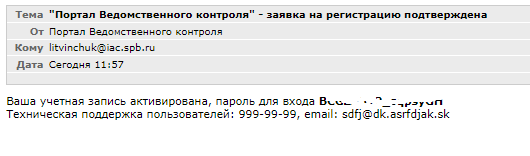 Тема "Портал Ведомственного контроля" - заявка на регистрацию подтверждена
От Портал Ведомственного контроля
Кому litvinchuk@iac.spb.ru
Дата Сегодня 11:57
Ваша учетная запись активирована, пароль для входа
Техническая поддержка пользователей: 999-99-99, email: sdfj@dk.asrfdjak.sk